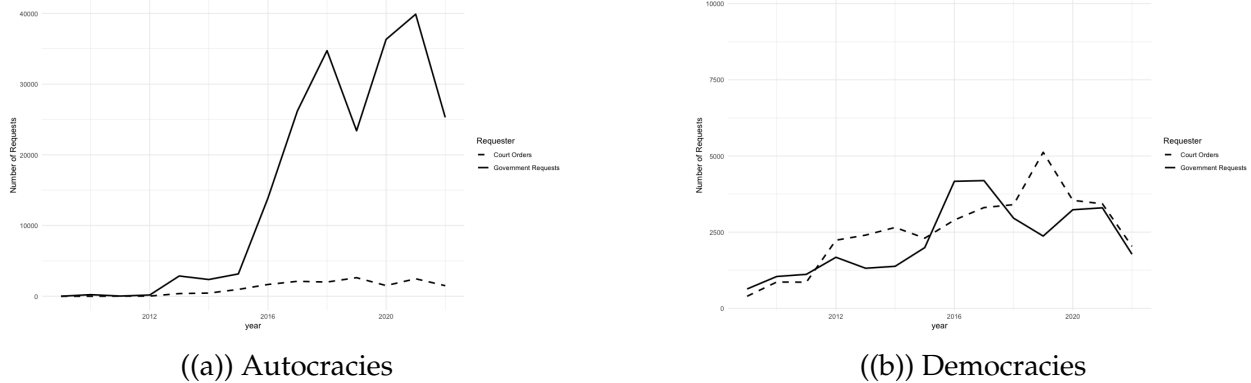 40000
30000
20000
10000
0
Number of Requests
2012
2016
2020
year
Requester
Court Orders
Government Requests
((a)) Autocracies
10000
7500
5000
2500
0
Number of Requests
2012
2016
2020
year
Requester
Court Orders
Government Requests
((b)) Democracies